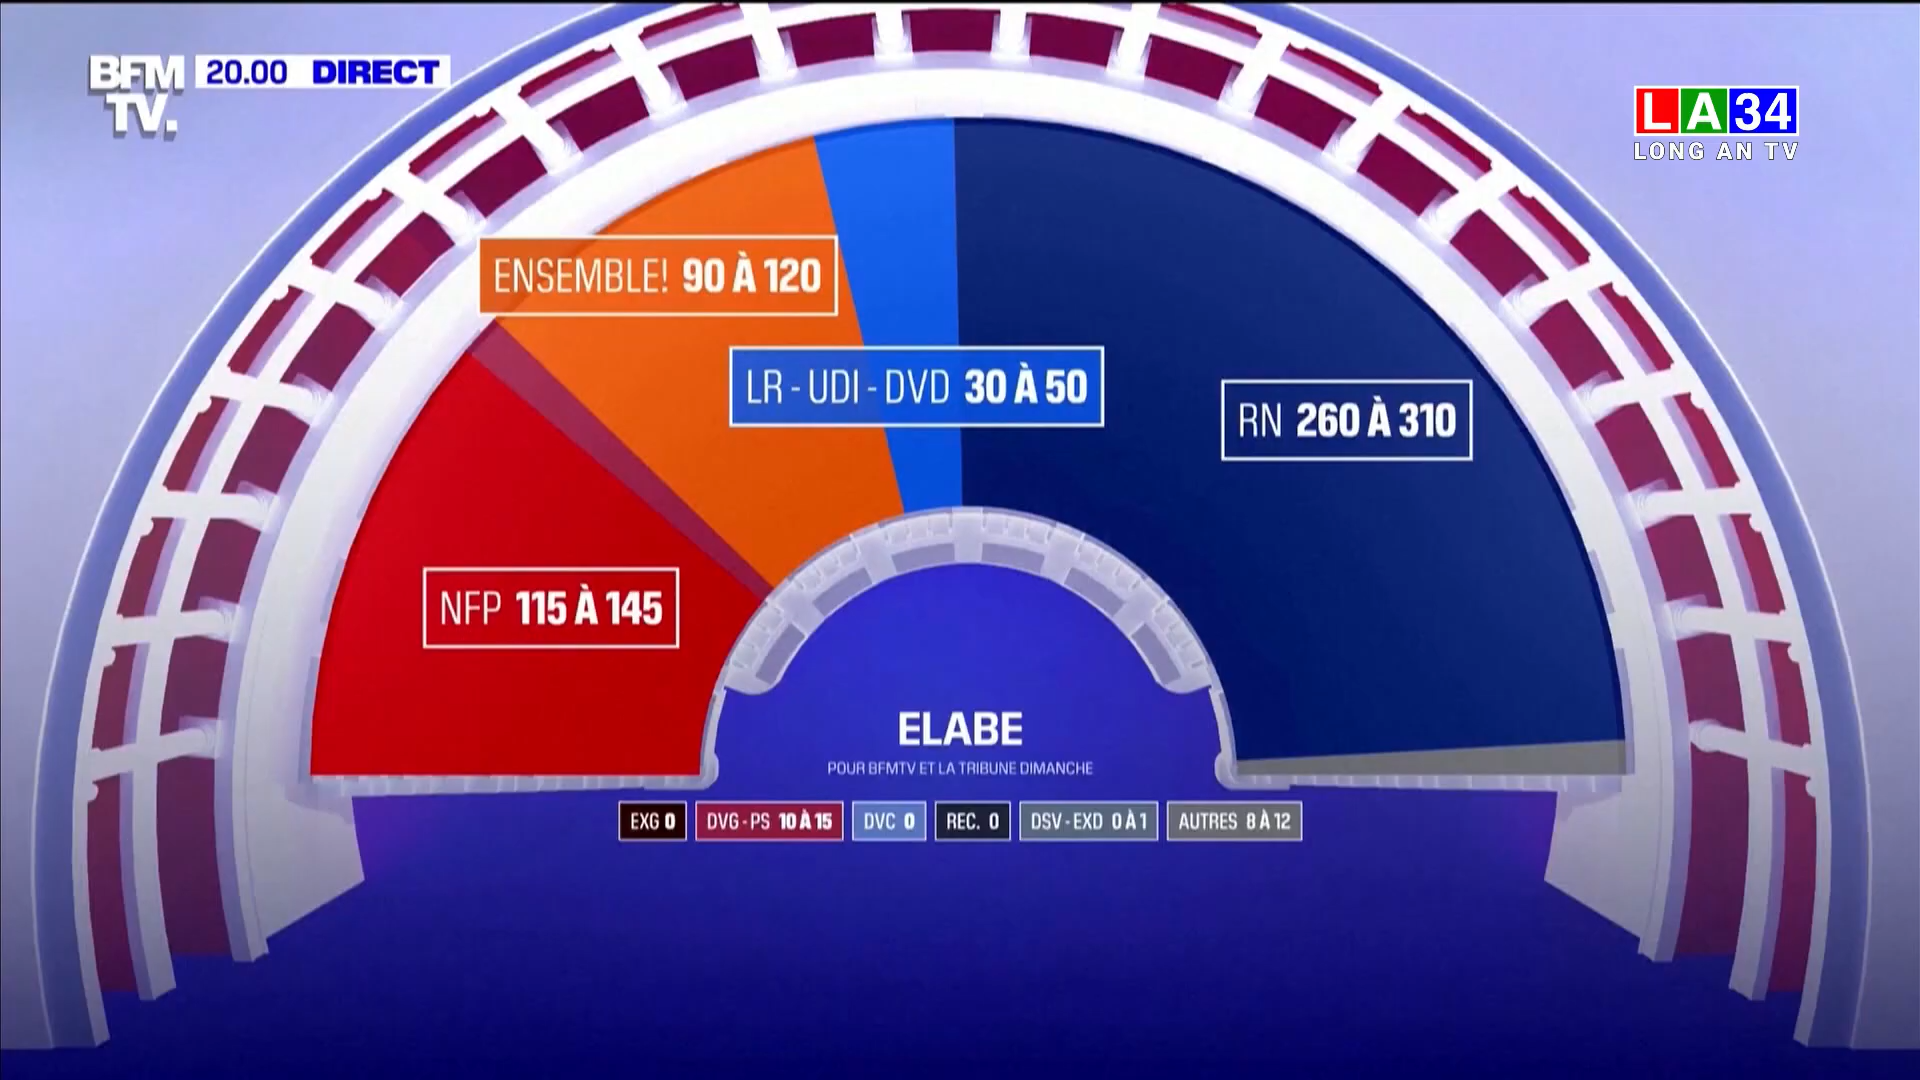 BFM
TV.
20.00 DIRECT
LA34
LONG AN TV
ENSEMBLE! 90 À 120
LR - UDI - DVD 30 À 50
RN 260 À 310
NFP 115 À 145
ELABE
POUR BFMTV ET LA TRIBUNE DIMANCHE
EXG 0
DVG - PS 10 À 15
DVC 0
REC. 0
DSV - EXD 0 À 1
AUTRES 8 À 12